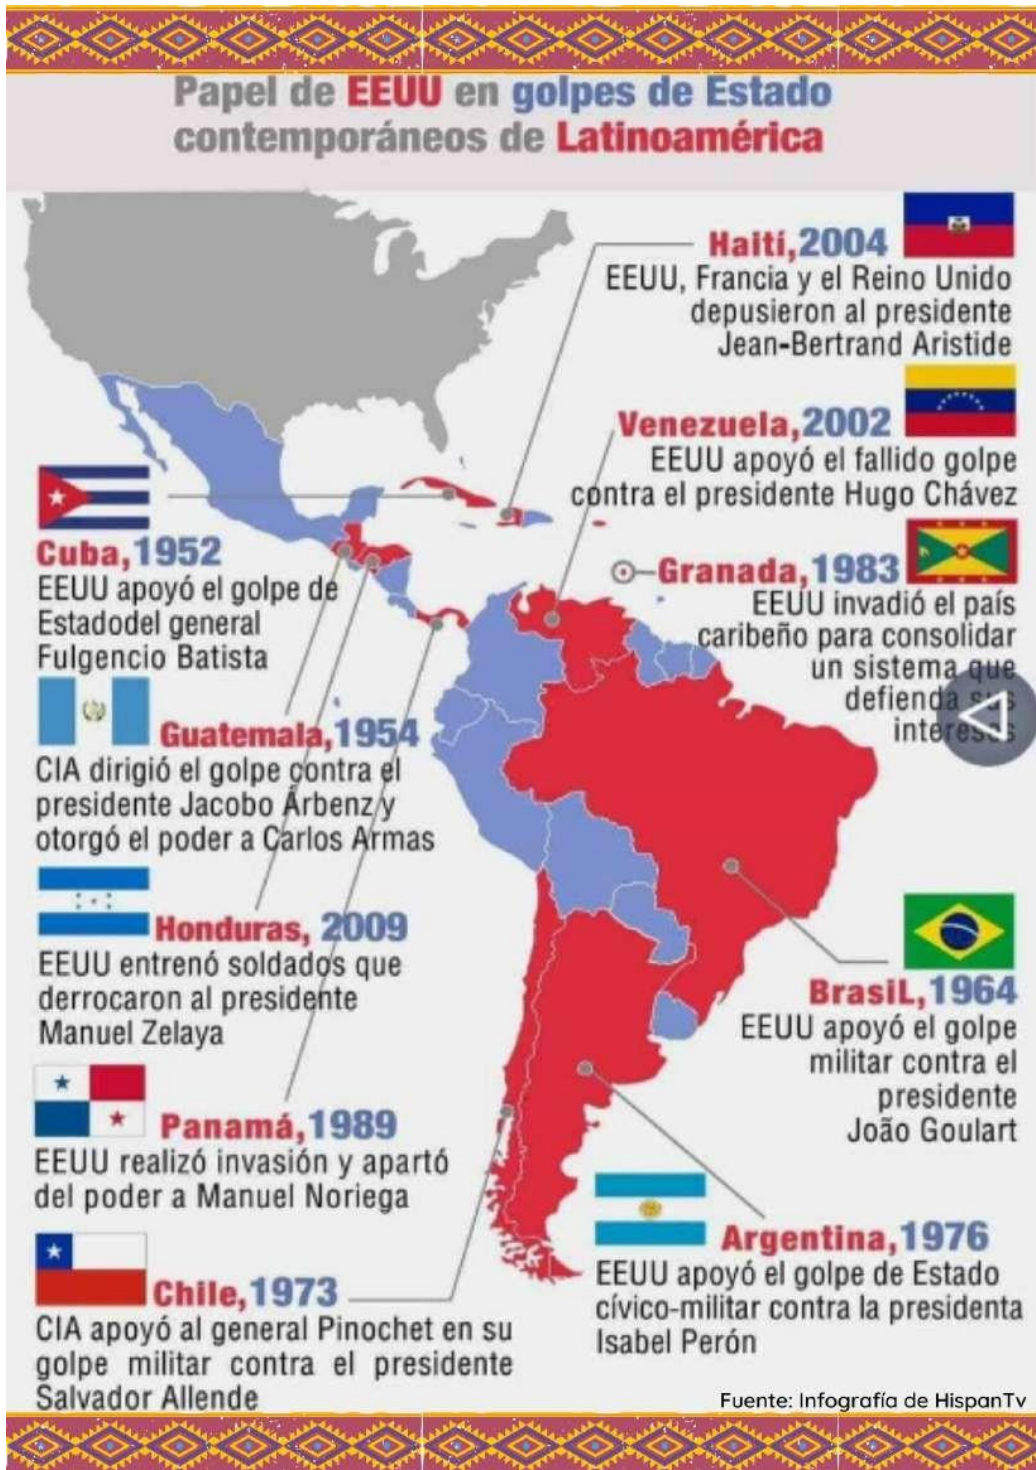 Papel de EEUU en golpes de Estado
contemporáneos de Latinoamérica
Haití,2004
EEUU, Francia y el Reino Unido
depusieron al presidente
Jean-Bertrand Aristide
Venezuela,2002
EEUU apoyó el fallido golpe
contra el presidente Hugo Chávez
Cuba,1952
EEUU apoyó el golpe de
Estadodel general
Fulgencio Batista
Granada,1983
EEUU invadió el país
caribeño para consolidar
un sistema que
defienda sus
intereses
Guatemala,1954
CIA dirigió el golpe contra el
presidente Jacobo Árbenz y
otorgó el poder a Carlos Armas
Honduras, 2009
EEUU entrenó soldados que
derrocaron al presidente
Manuel Zelaya
BrasiL,1964
EEUU apoyó el golpe
militar contra el
presidente
João Goulart
Panamá,1989
EEUU realizó invasión y apartó
del poder a Manuel Noriega
Argentina,1976
EEUU apoyó el golpe de Estado
cívico-militar contra la presidenta
Isabel Perón
Chile,1973
CIA apoyó al general Pinochet en su
golpe militar contra el presidente
Salvador Allende
Fuente: Infografía de HispanTv